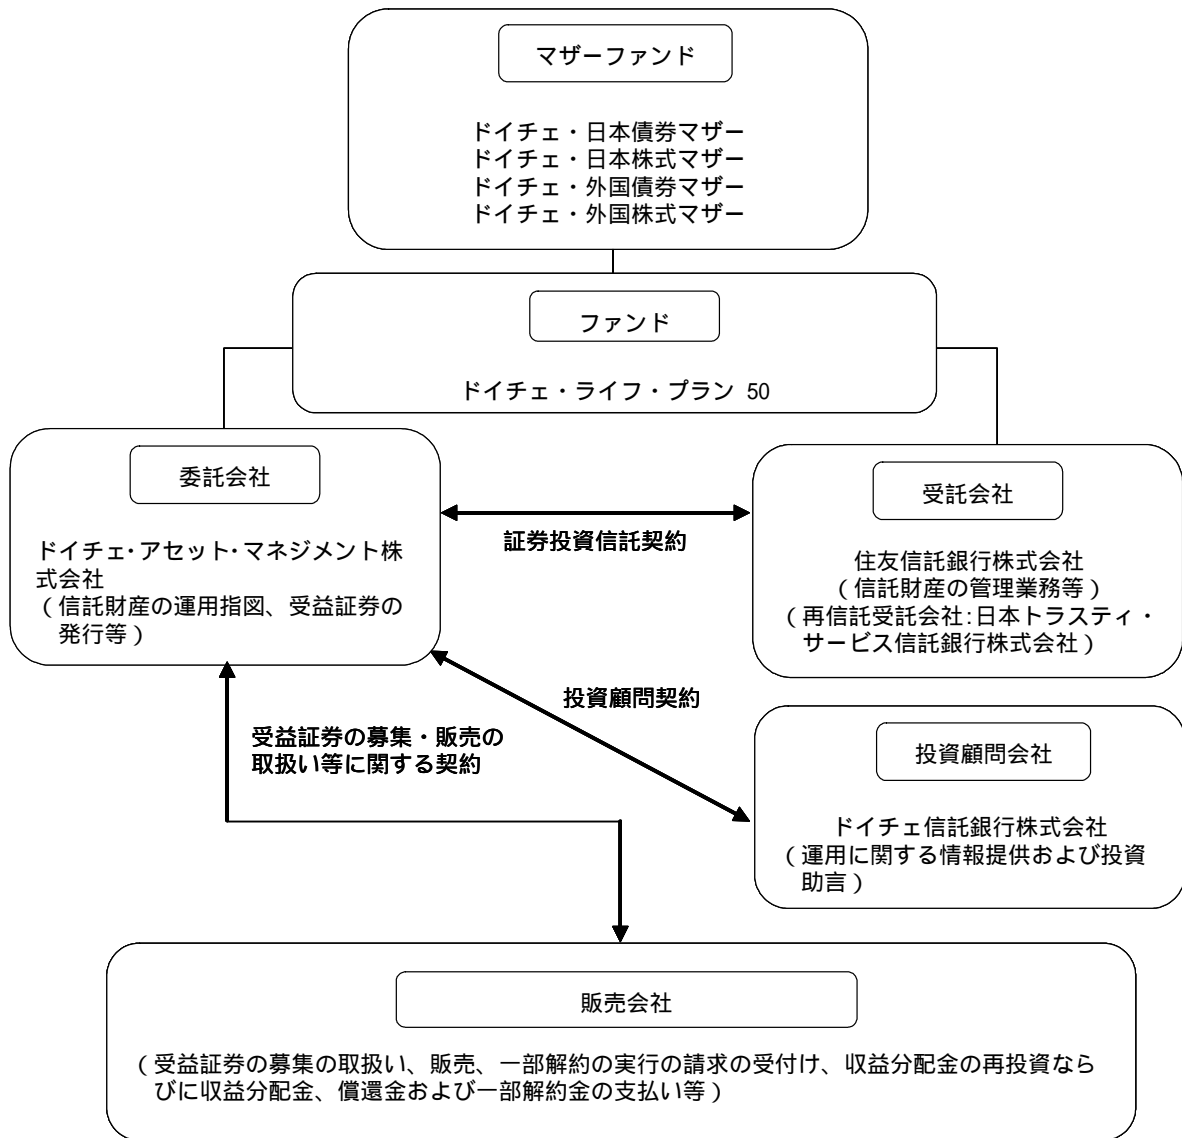 マザーファンド
ドイチェ・日本債券マザー
ドイチェ・日本株式マザー
ドイチェ・外国債券マザー
ドイチェ・外国株式マザー
ファンド
ドイチェ・ライフ・プラン 50
委託会社
ドイチェ・アセット・マネジメント株
式会社
（信託財産の運用指図、受益証券の
発行等）
証券投資信託契約
受託会社
住友信託銀行株式会社
（信託財産の管理業務等）
（再信託受託会社:日本トラスティ・
サービス信託銀行株式会社）
投資顧問契約
受益証券の募集・販売の
取扱い等に関する契約
投資顧問会社
ドイチェ信託銀行株式会社
（運用に関する情報提供および投資
助言）
販売会社
（受益証券の募集の取扱い、販売、一部解約の実行の請求の受付け、収益分配金の再投資なら
びに収益分配金、償還金および一部解約金の支払い等）